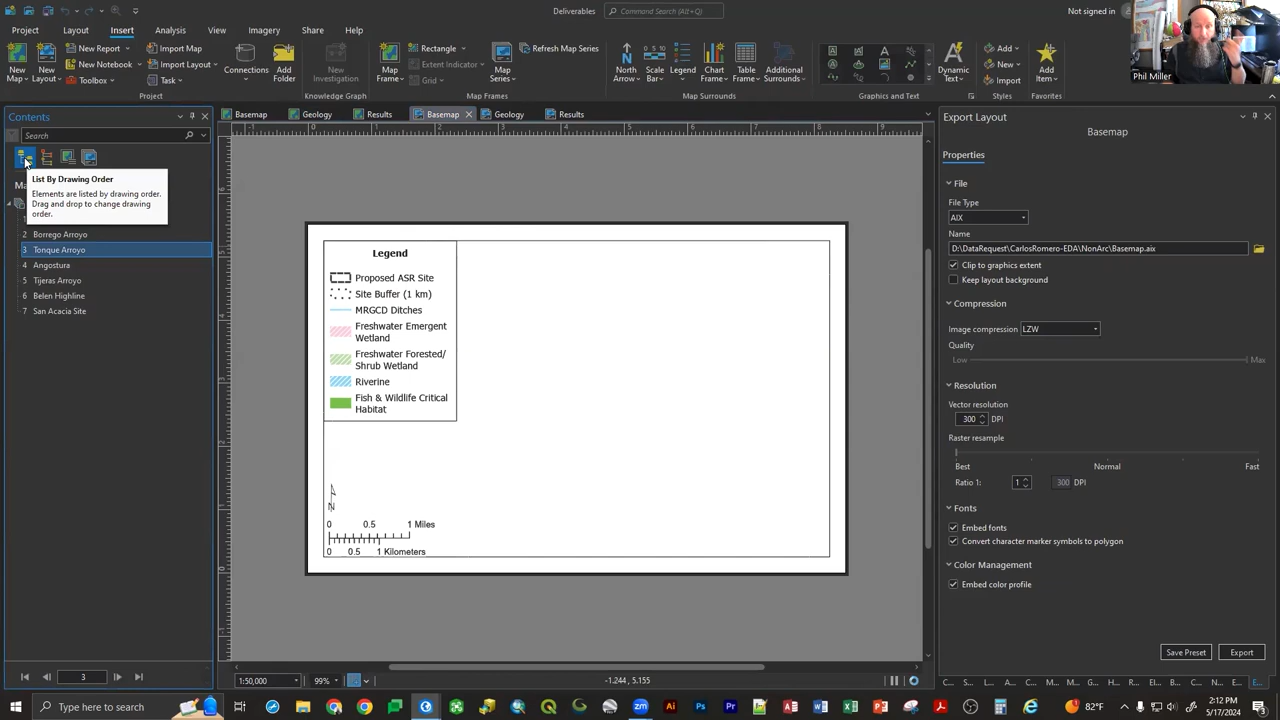 Deliverables
Command Search (Alt+Q)
Not signed in
Project Layout Insert Analysis View Imagery Share Help
New Map New Layout New Report New Notebook Toolbox Import Map Import Layout Task Connections Add Folder
New Investigation
Map Frame Rectangle Extent Indicator Grid Map Series Refresh Map Series
North Arrow Scale Bar Legend Chart Frame Table Frame Additional Surrounds
Dynamic Text Add New Import Add Item
Project Knowledge Graph Map Frames Map Surrounds Graphics and Text Styles Favorites
Phil Miller
Contents
Search
List By Drawing Order
Elements are listed by drawing order.
Drag and drop to change drawing
order.
2 Borrego Arroyo
3 Tonque Arroyo
4 Angostura
5 Tijeras Arroyo
6 Belen Highline
7 San Acacia Site
3
Basemap Geology Results Basemap Geology Results
-1 0 1 2 3 4 5 6 7 8 9
Legend
Proposed ASR Site
Site Buffer (1 km)
MRGCD Ditches
Freshwater Emergent
Wetland
Freshwater Forested/
Shrub Wetland
Riverine
Fish & Wildlife Critical
Habitat
N
0 0.5 1 Miles
0 0.5 1 Kilometers
1:50,000 99% -1.244 , 5.155
Export Layout
Basemap
Properties
File
File Type
AIX
Name
D:\DataRequest\CarlosRomero-EDA\NonArc\Basemap.aix
Clip to graphics extent
Keep layout background
Compression
Image compression LZW
Quality
Low Max
Resolution
Vector resolution
300 DPI
Raster resample
Best Normal Fast
Ratio 1: 1 300 DPI
Fonts
Embed fonts
Convert character marker symbols to polygon
Color Management
Embed color profile
Save Preset Export
C... S... H... C... M... M... G... H... R... E... C... N... E... E...
Type here to search
82°F
2:12 PM
5/17/2024